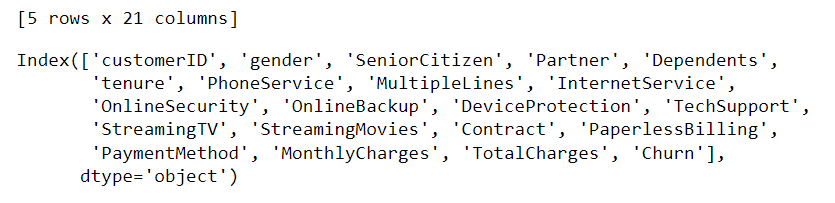 [5 rows x 21 columns]
Index(['customerID', 'gender', 'SeniorCitizen', 'Partner', 'Dependents',
'tenure', 'PhoneService', 'MultipleLines', 'InternetService',
'OnlineSecurity', 'OnlineBackup', 'DeviceProtection', 'TechSupport',
'StreamingTV', 'StreamingMovies', 'Contract', 'PaperlessBilling',
'PaymentMethod', 'MonthlyCharges', 'TotalCharges', 'Churn'],
dtype='object')